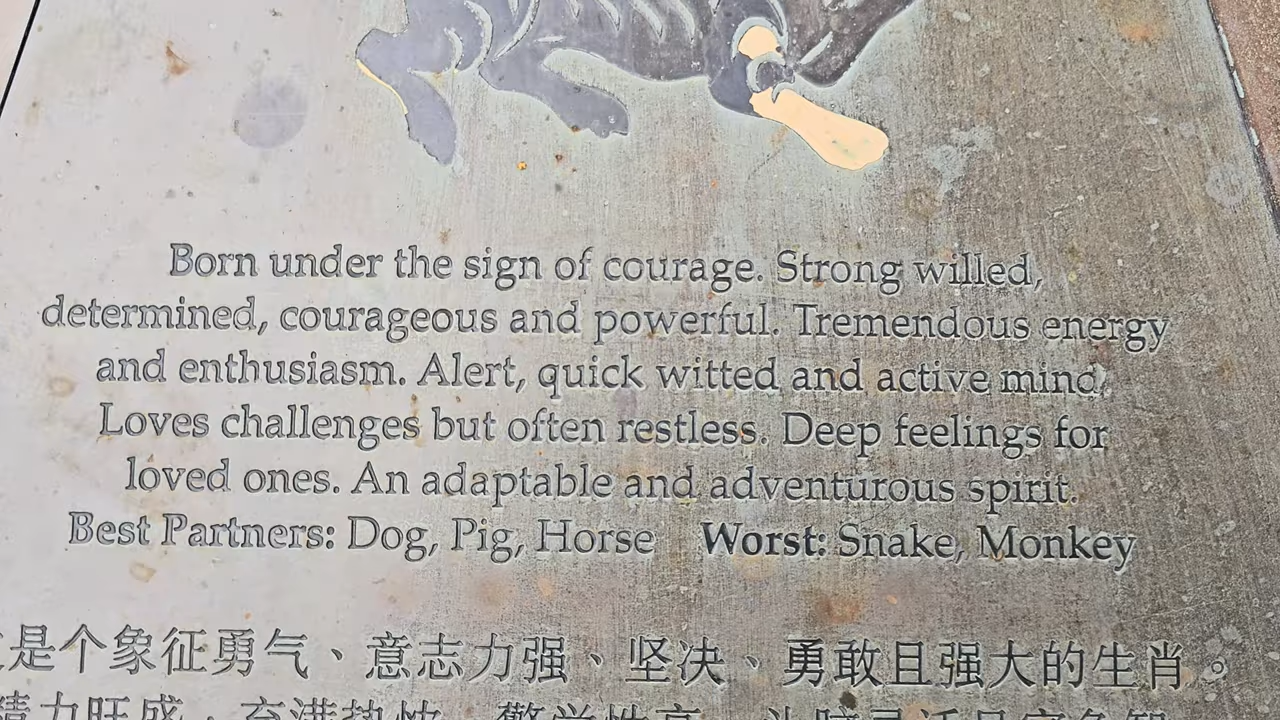 Born under the sign of courage. Strong willed,
determined, courageous and powerful. Tremendous energy
and enthusiasm. Alert, quick witted and active mind.
Loves challenges but often restless. Deep feelings for
loved ones. An adaptable and adventurous spirit.
Best Partners: Dog, Pig, Horse Worst: Snake, Monkey
是个象征勇气、意志力强、坚决、勇敢且强大的生肖。